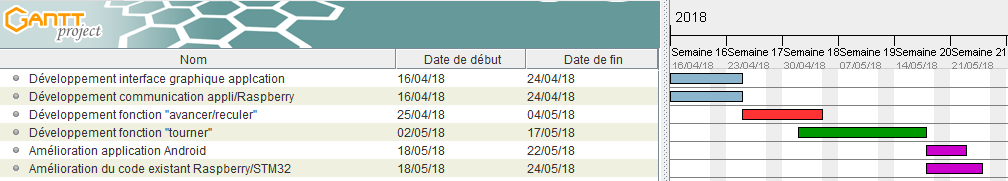 GANTT project
2018
Semaine 16 Semaine 17 Semaine 18 Semaine 19 Semaine 20 Semaine 21
16/04/18 23/04/18 30/04/18 07/05/18 14/05/18 21/05/18
Nom Date de début Date de fin
Développement interface graphique applcation 16/04/18 24/04/18
Développement communication appli/Raspberry 16/04/18 24/04/18
Développement fonction "avancer/reculer" 25/04/18 04/05/18
Développement fonction "tourner" 02/05/18 17/05/18
Amélioration application Android 18/05/18 22/05/18
Amélioration du code existant Raspberry/STM32 18/05/18 24/05/18